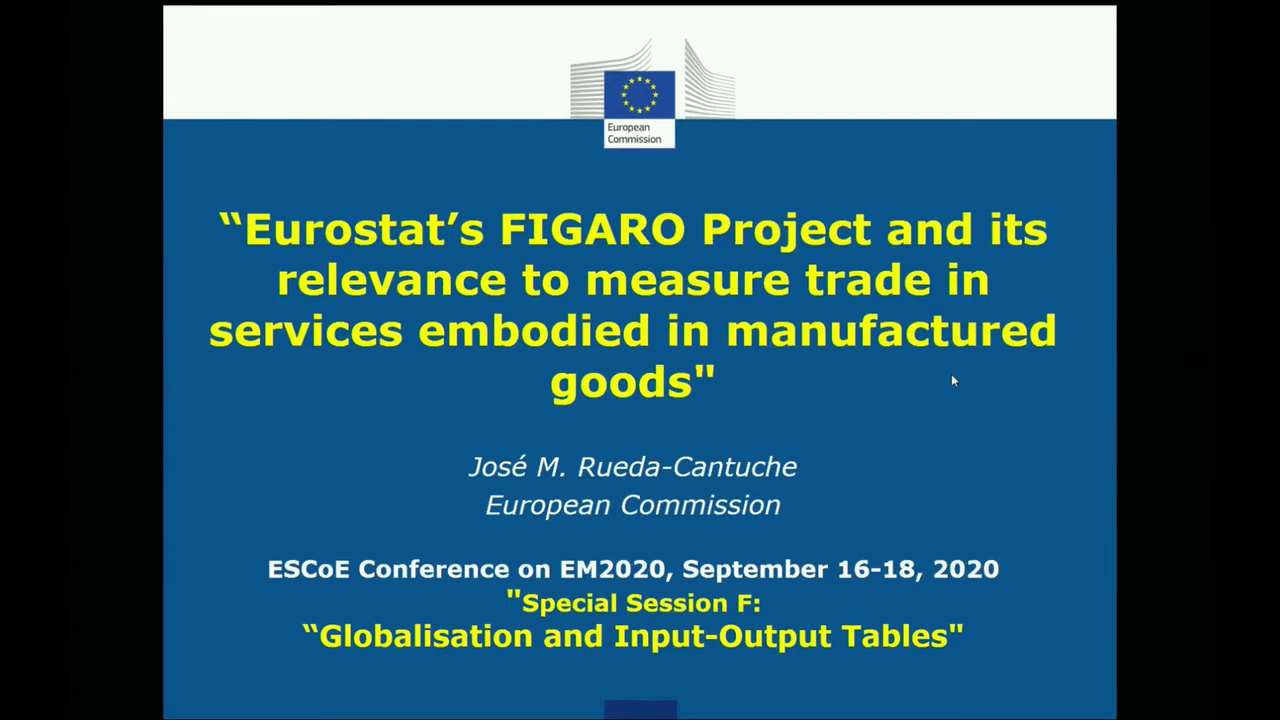 European
Commission
“Eurostat’s FIGARO Project and its
relevance to measure trade in
services embodied in manufactured
goods"
José M. Rueda-Cantuche
European Commission
ESCoE Conference on EM2020, September 16-18, 2020
"Special Session F:
“Globalisation and Input-Output Tables"